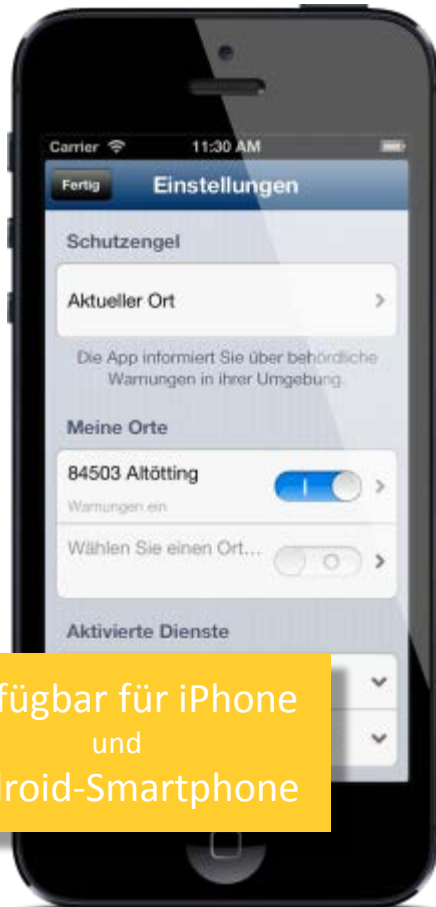 Carrier 11:30 AM
Fertig Einstellungen
Schutzengel
Aktueller Ort
Die App informiert Sie über behördliche
Warnungen in ihrer Umgebung.
Meine Orte
84503 Altötting
Warnungen ein
Wählen Sie einen Ort...
Aktivierte Dienste
fügbar für iPhone
und
droid-Smartphone